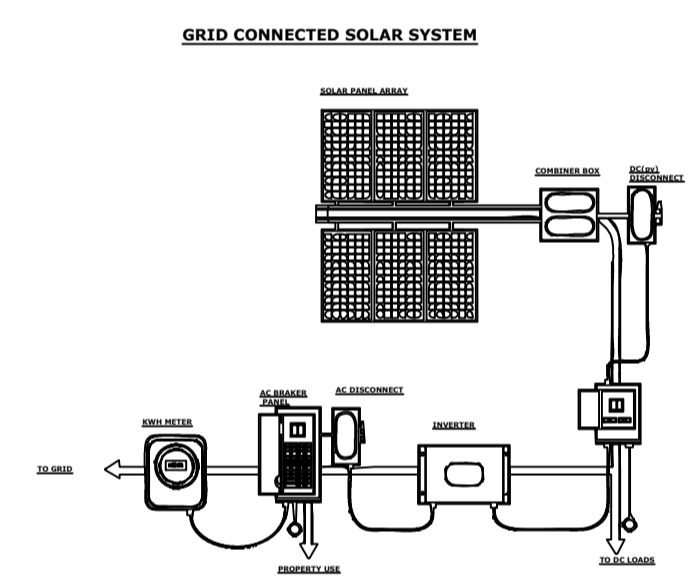 GRID CONNECTED SOLAR SYSTEM
SOLAR PANEL ARRAY
COMBINER BOX
DC(pv)
DISCONNECT
AC BRAKER
PANEL
AC DISCONNECT
KWH METER
INVERTER
TO GRID
PROPERTY USE
TO DC LOADS